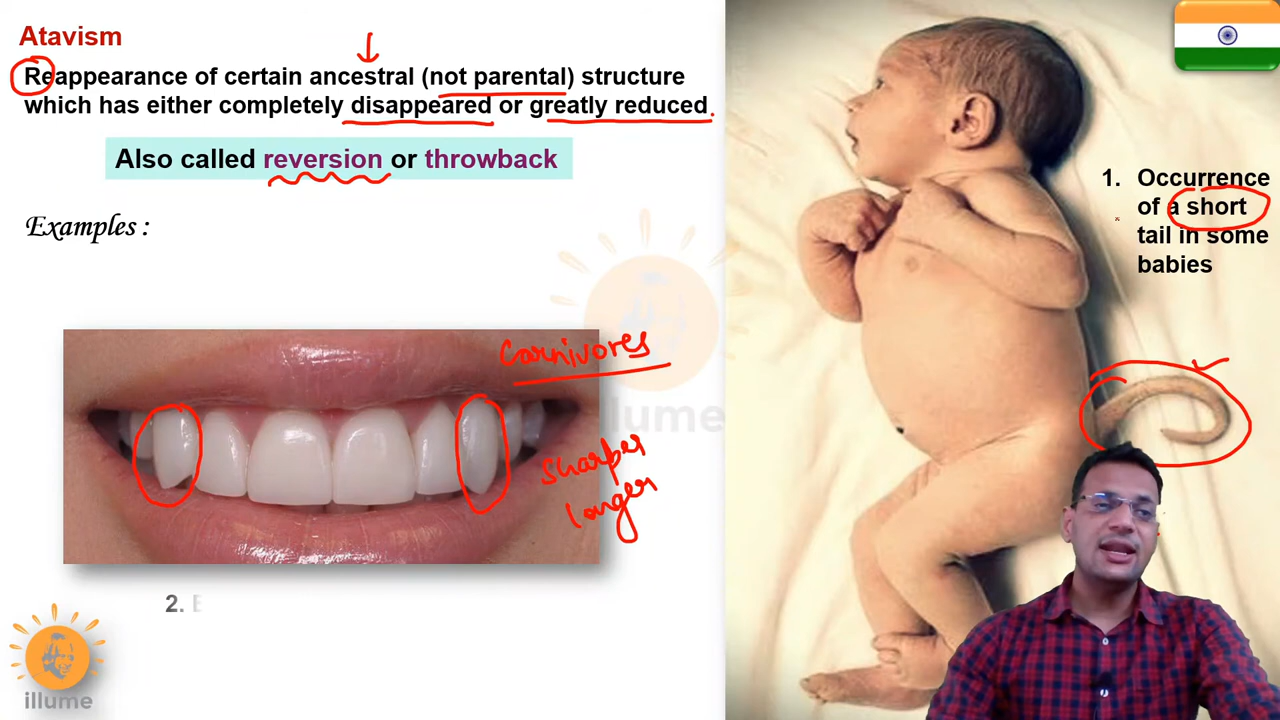 Atavism
Reappearance of certain ancestral (not parental) structure
which has either completely disappeared or greatly reduced.
Also called reversion or throwback
Examples :
1. Occurrence
of a short
tail in some
babies
Carnivores
Sharper
longer
illume
2. E
illume